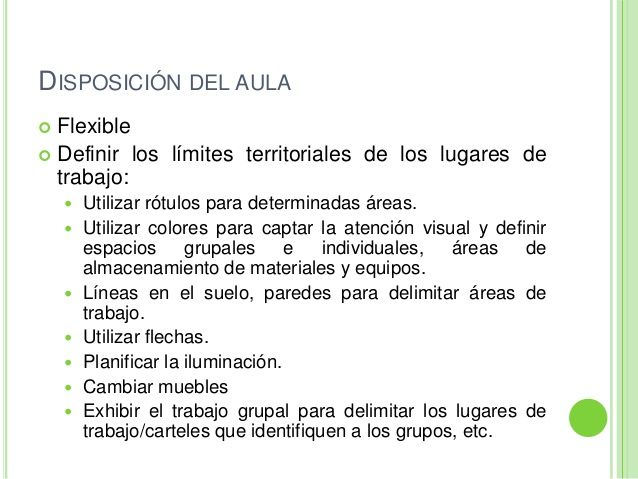 DISPOSICIÓN DEL AULA
Flexible
Definir los límites territoriales de los lugares de
trabajo:
Utilizar rótulos para determinadas áreas.
Utilizar colores para captar la atención visual y definir
espacios grupales e individuales, áreas de
almacenamiento de materiales y equipos.
Líneas en el suelo, paredes para delimitar áreas de
trabajo.
Utilizar flechas.
Planificar la iluminación.
Cambiar muebles
Exhibir el trabajo grupal para delimitar los lugares de
trabajo/carteles que identifiquen a los grupos, etc.